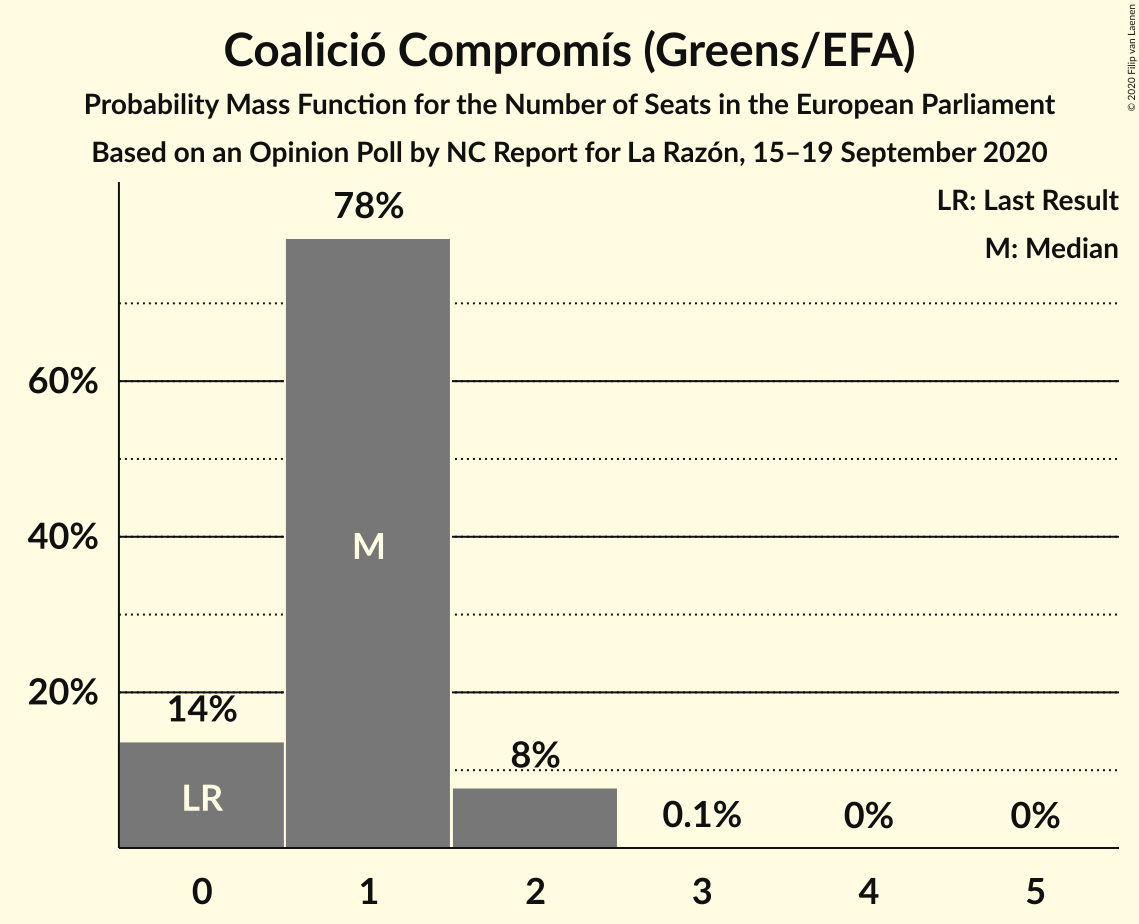 Coalició Compromís (Greens/EFA)
Probability Mass Function for the Number of Seats in the European Parliament
Based on an Opinion Poll by NC Report for La Razón, 15–19 September 2020
© 2020 Filip van Laenen
LR: Last Result
M: Median
78%
60%
40%
20%
M
14%
LR
8%
0.1%
0%
0%
0
1
2
3
4
5